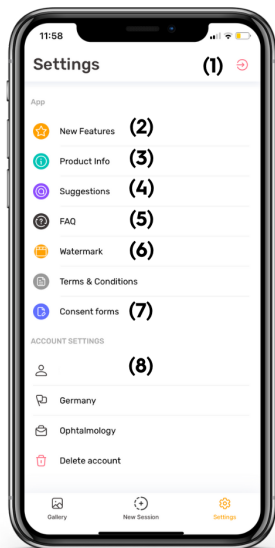 11:58
Settings (1)
App
New Features (2)
Product Info (3)
Suggestions (4)
FAQ (5)
Watermark (6)
Terms & Conditions
Consent forms (7)
ACCOUNT SETTINGS
(8)
Germany
Ophtalmology
Delete account
Gallery New Session Settings